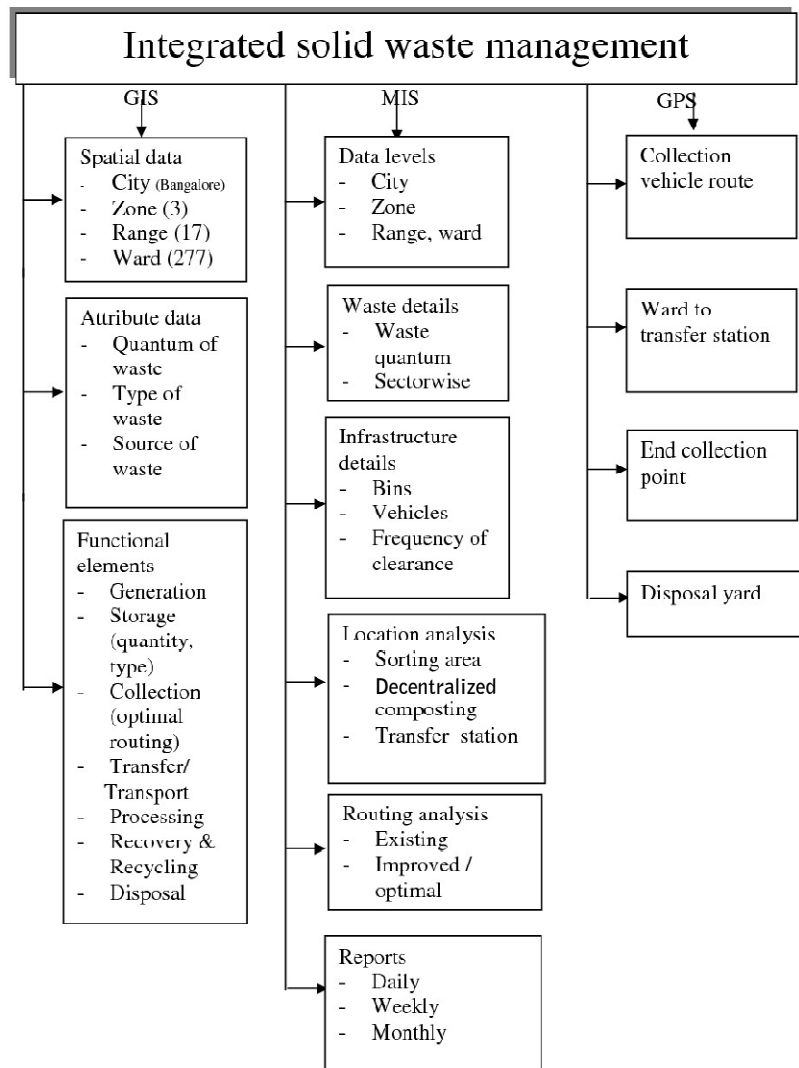 Integrated solid waste management
GIS
MIS
GPS
Spatial data
- City (Bangalore)
- Zone (3)
- Range (17)
- Ward (277)
Attribute data
- Quantum of
waste
- Type of
waste
- Source of
waste
Functional
elements
- Generation
- Storage
(quantity,
type)
- Collection
(optimal
routing)
- Transfer/
Transport
- Processing
- Recovery &
Recycling
- Disposal
Data levels
- City
- Zone
- Range, ward
Waste details
- Waste
quantum
- Sectorwise
Infrastructure
details
- Bins
- Vehicles
- Frequency of
clearance
Location analysis
- Sorting area
- Decentralized
composting
- Transfer station
Routing analysis
- Existing
- Improved /
optimal
Reports
- Daily
- Weekly
- Monthly
Collection
vehicle route
Ward to
transfer station
End collection
point
Disposal yard